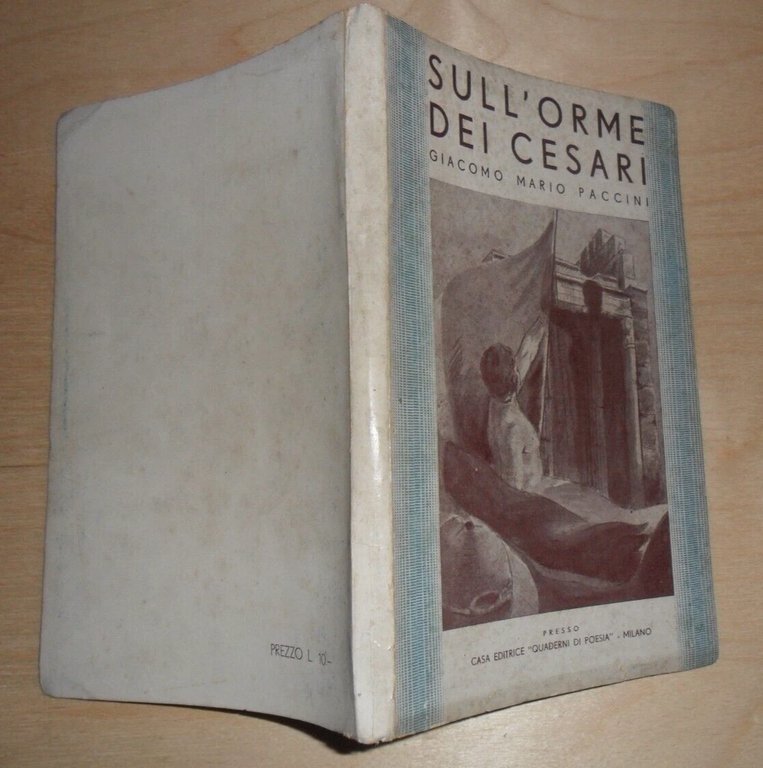 SULL'ORME
DEI CESARI
GIACOMO MARIO PACCINI
PRESSO
CASA EDITRICE "QUADERNI DI POESIA" - MILANO
PREZZO L. 10-